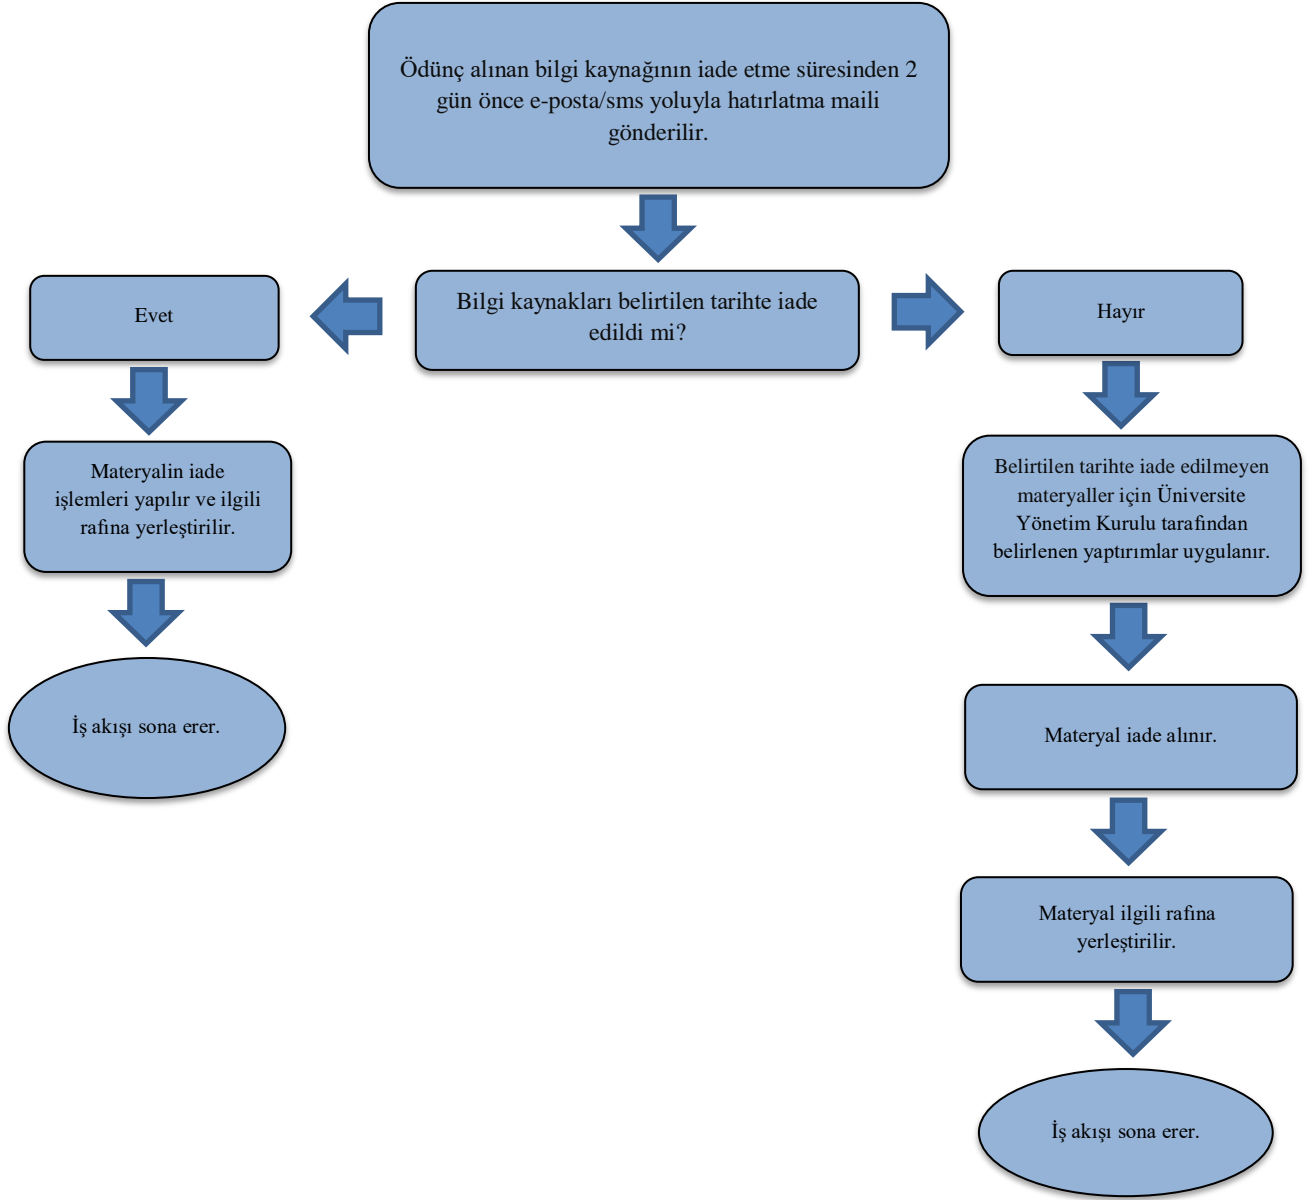 Ödünç alınan bilgi kaynağının iade etme süresinden 2
gün önce e-posta/sms yoluyla hatırlatma maili
gönderilir.
Bilgi kaynakları belirtilen tarihte iade
edildi mi?
Evet
Hayır
Materyalin iade
işlemleri yapılır ve ilgili
rafına yerleştirilir.
İş akışı sona erer.
Belirtilen tarihte iade edilmeyen
materyaller için Üniversite
Yönetim Kurulu tarafından
belirlenen yaptırımlar uygulanır.
Materyal iade alınır.
Materyal ilgili rafına
yerleştirilir.
İş akışı sona erer.